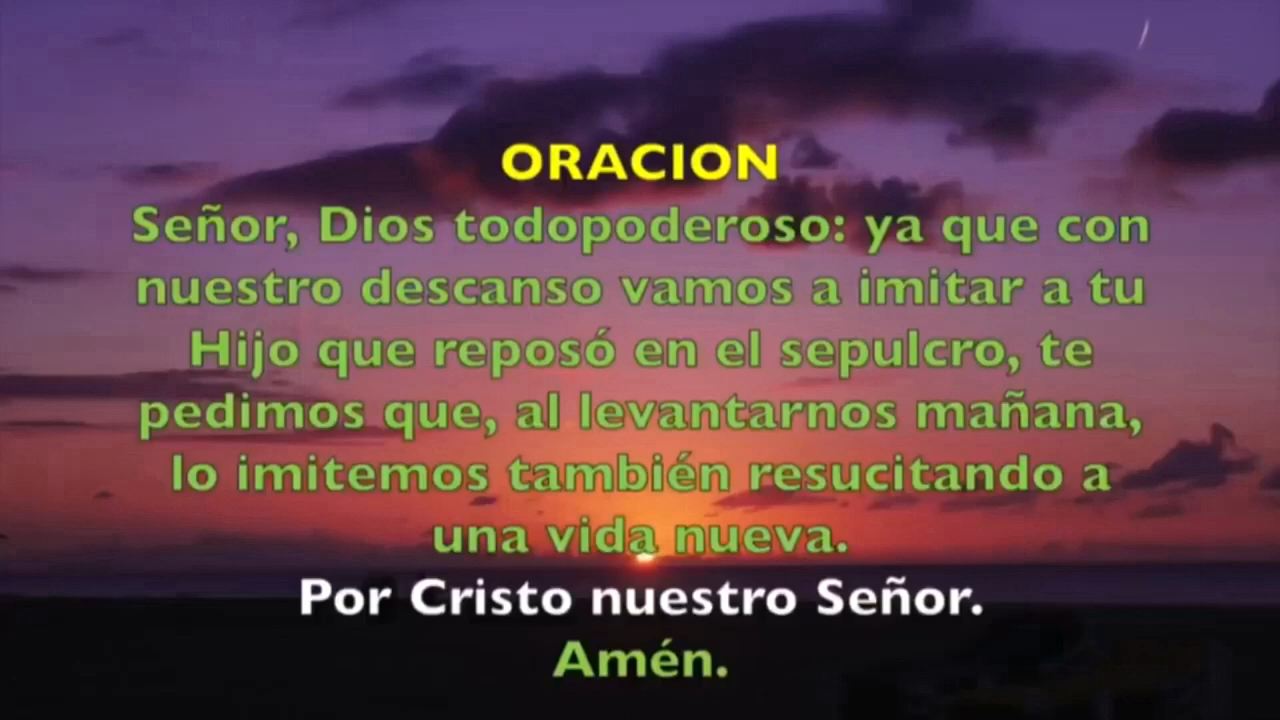 ORACION
Señor, Dios todopoderoso: ya que con
nuestro descanso vamos a imitar a tu
Hijo que reposó en el sepulcro, te
pedimos que, al levantarnos mañana,
lo imitemos también resucitando a
una vida nueva.
Por Cristo nuestro Señor.
Amén.